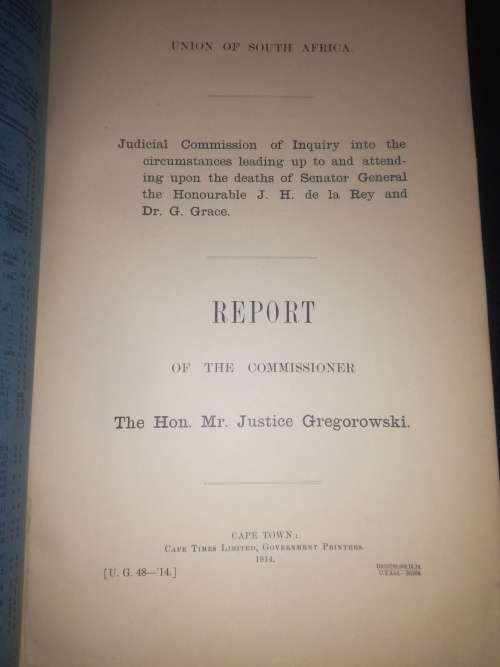 UNION OF SOUTH AFRICA.
Judicial Commission of Inquiry into the
circumstances leading up to and attend-
ing upon the deaths of Senator General
the Honourable J. H. de la Rey and
Dr. G. Grace.
REPORT
OF THE COMMISSIONER
The Hon. Mr. Justice Gregorowski.
CAPE TOWN:
CAPE TIMES LIMITED, GOVERNMENT PRINTERS.
1914.
[U. G. 48—'14.]